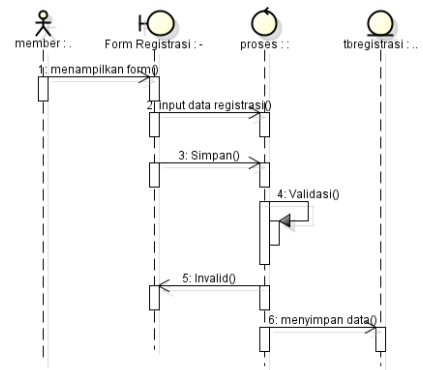 member : .
Form Registrasi : -
proses : :
tbregistrasi : ..
1: menampilkan form()
2: input data registrasi()
3: Simpan()
4: Validasi()
5: Invalid()
6: menyimpan data()